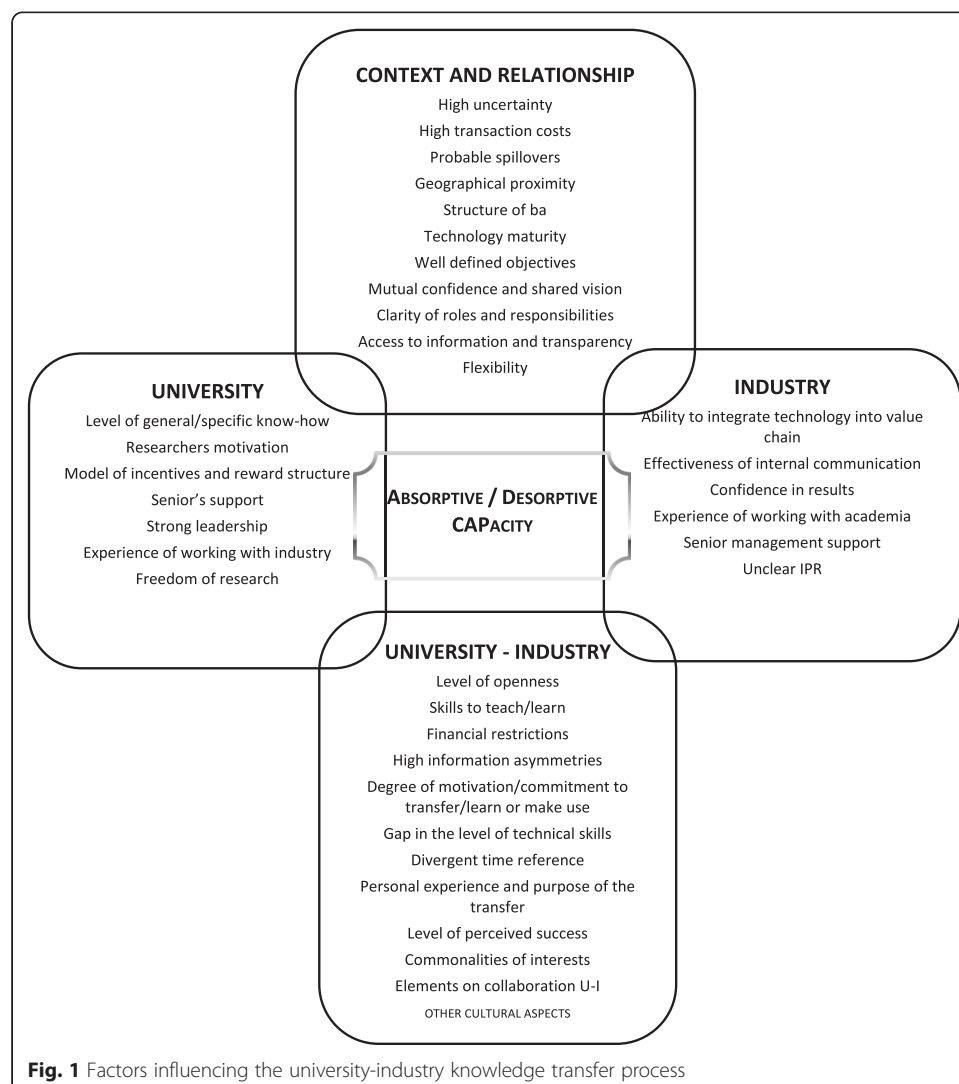 CONTEXT AND RELATIONSHIP
High uncertainty
High transaction costs
Probable spillovers
Geographical proximity
Structure of ba
Technology maturity
Well defined objectives
Mutual confidence and shared vision
Clarity of roles and responsibilities
Access to information and transparency
Flexibility
UNIVERSITY
Level of general/specific know-how
Researchers motivation
Model of incentives and reward structure
Senior's support
Strong leadership
Experience of working with industry
Freedom of research
ABSORPTIVE / DESORPTIVE
CAPACITY
INDUSTRY
Ability to integrate technology into value
chain
Effectiveness of internal communication
Confidence in results
Experience of working with academia
Senior management support
Unclear IPR
UNIVERSITY - INDUSTRY
Level of openness
Skills to teach/learn
Financial restrictions
High information asymmetries
Degree of motivation/commitment to
transfer/learn or make use
Gap in the level of technical skills
Divergent time reference
Personal experience and purpose of the
transfer
Level of perceived success
Commonalities of interests
Elements on collaboration U-I
OTHER CULTURAL ASPECTS
Fig. 1 Factors influencing the university-industry knowledge transfer process